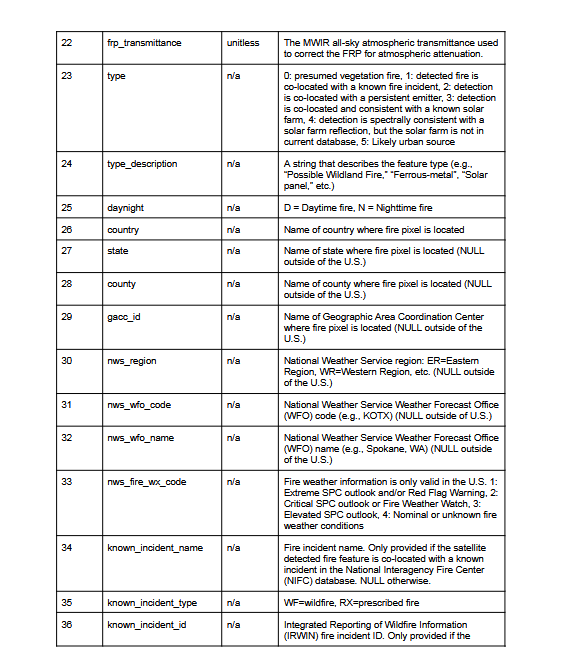 22 frp_transmittance unitless The MWIR all-sky atmospheric transmittance used
to correct the FRP for atmospheric attenuation.
23 type n/a 0: presumed vegetation fire, 1: detected fire is
co-located with a known fire incident, 2: detection
is co-located with a persistent emitter, 3: detection
is co-located and consistent with a known solar
farm, 4: detection is spectrally consistent with a
solar farm reflection, but the solar farm is not in
current database, 5: Likely urban source
24 type_description n/a A string that describes the feature type (e.g.,
"Possible Wildland Fire," "Ferrous-metal", "Solar
panel," etc.)
25 daynight n/a D = Daytime fire, N = Nighttime fire
26 country n/a Name of country where fire pixel is located
27 state n/a Name of state where fire pixel is located (NULL
outside of the U.S.)
28 county n/a Name of county where fire pixel is located (NULL
outside of the U.S.)
29 gacc_id n/a Name of Geographic Area Coordination Center
where fire pixel is located (NULL outside of the
U.S.)
30 nws_region n/a National Weather Service region: ER=Eastern
Region, WR=Western Region, etc. (NULL outside
of the U.S.)
31 nws_wfo_code n/a National Weather Service Weather Forecast Office
(WFO) code (e.g., KOTX) (NULL outside of U.S.)
32 nws_wfo_name n/a National Weather Service Weather Forecast Office
(WFO) name (e.g., Spokane, WA) (NULL outside
of the U.S.)
33 nws_fire_wx_code n/a Fire weather information is only valid in the U.S. 1:
Extreme SPC outlook and/or Red Flag Warning, 2:
Critical SPC outlook or Fire Weather Watch, 3:
Elevated SPC outlook, 4: Nominal or unknown fire
weather conditions
34 known_incident_name n/a Fire incident name. Only provided if the satellite
detected fire feature is co-located with a known
incident in the National Interagency Fire Center
(NIFC) database. NULL otherwise.
35 known_incident_type n/a WF=wildfire, RX=prescribed fire
36 known_incident_id n/a Integrated Reporting of Wildfire Information
(IRWIN) fire incident ID. Only provided if the